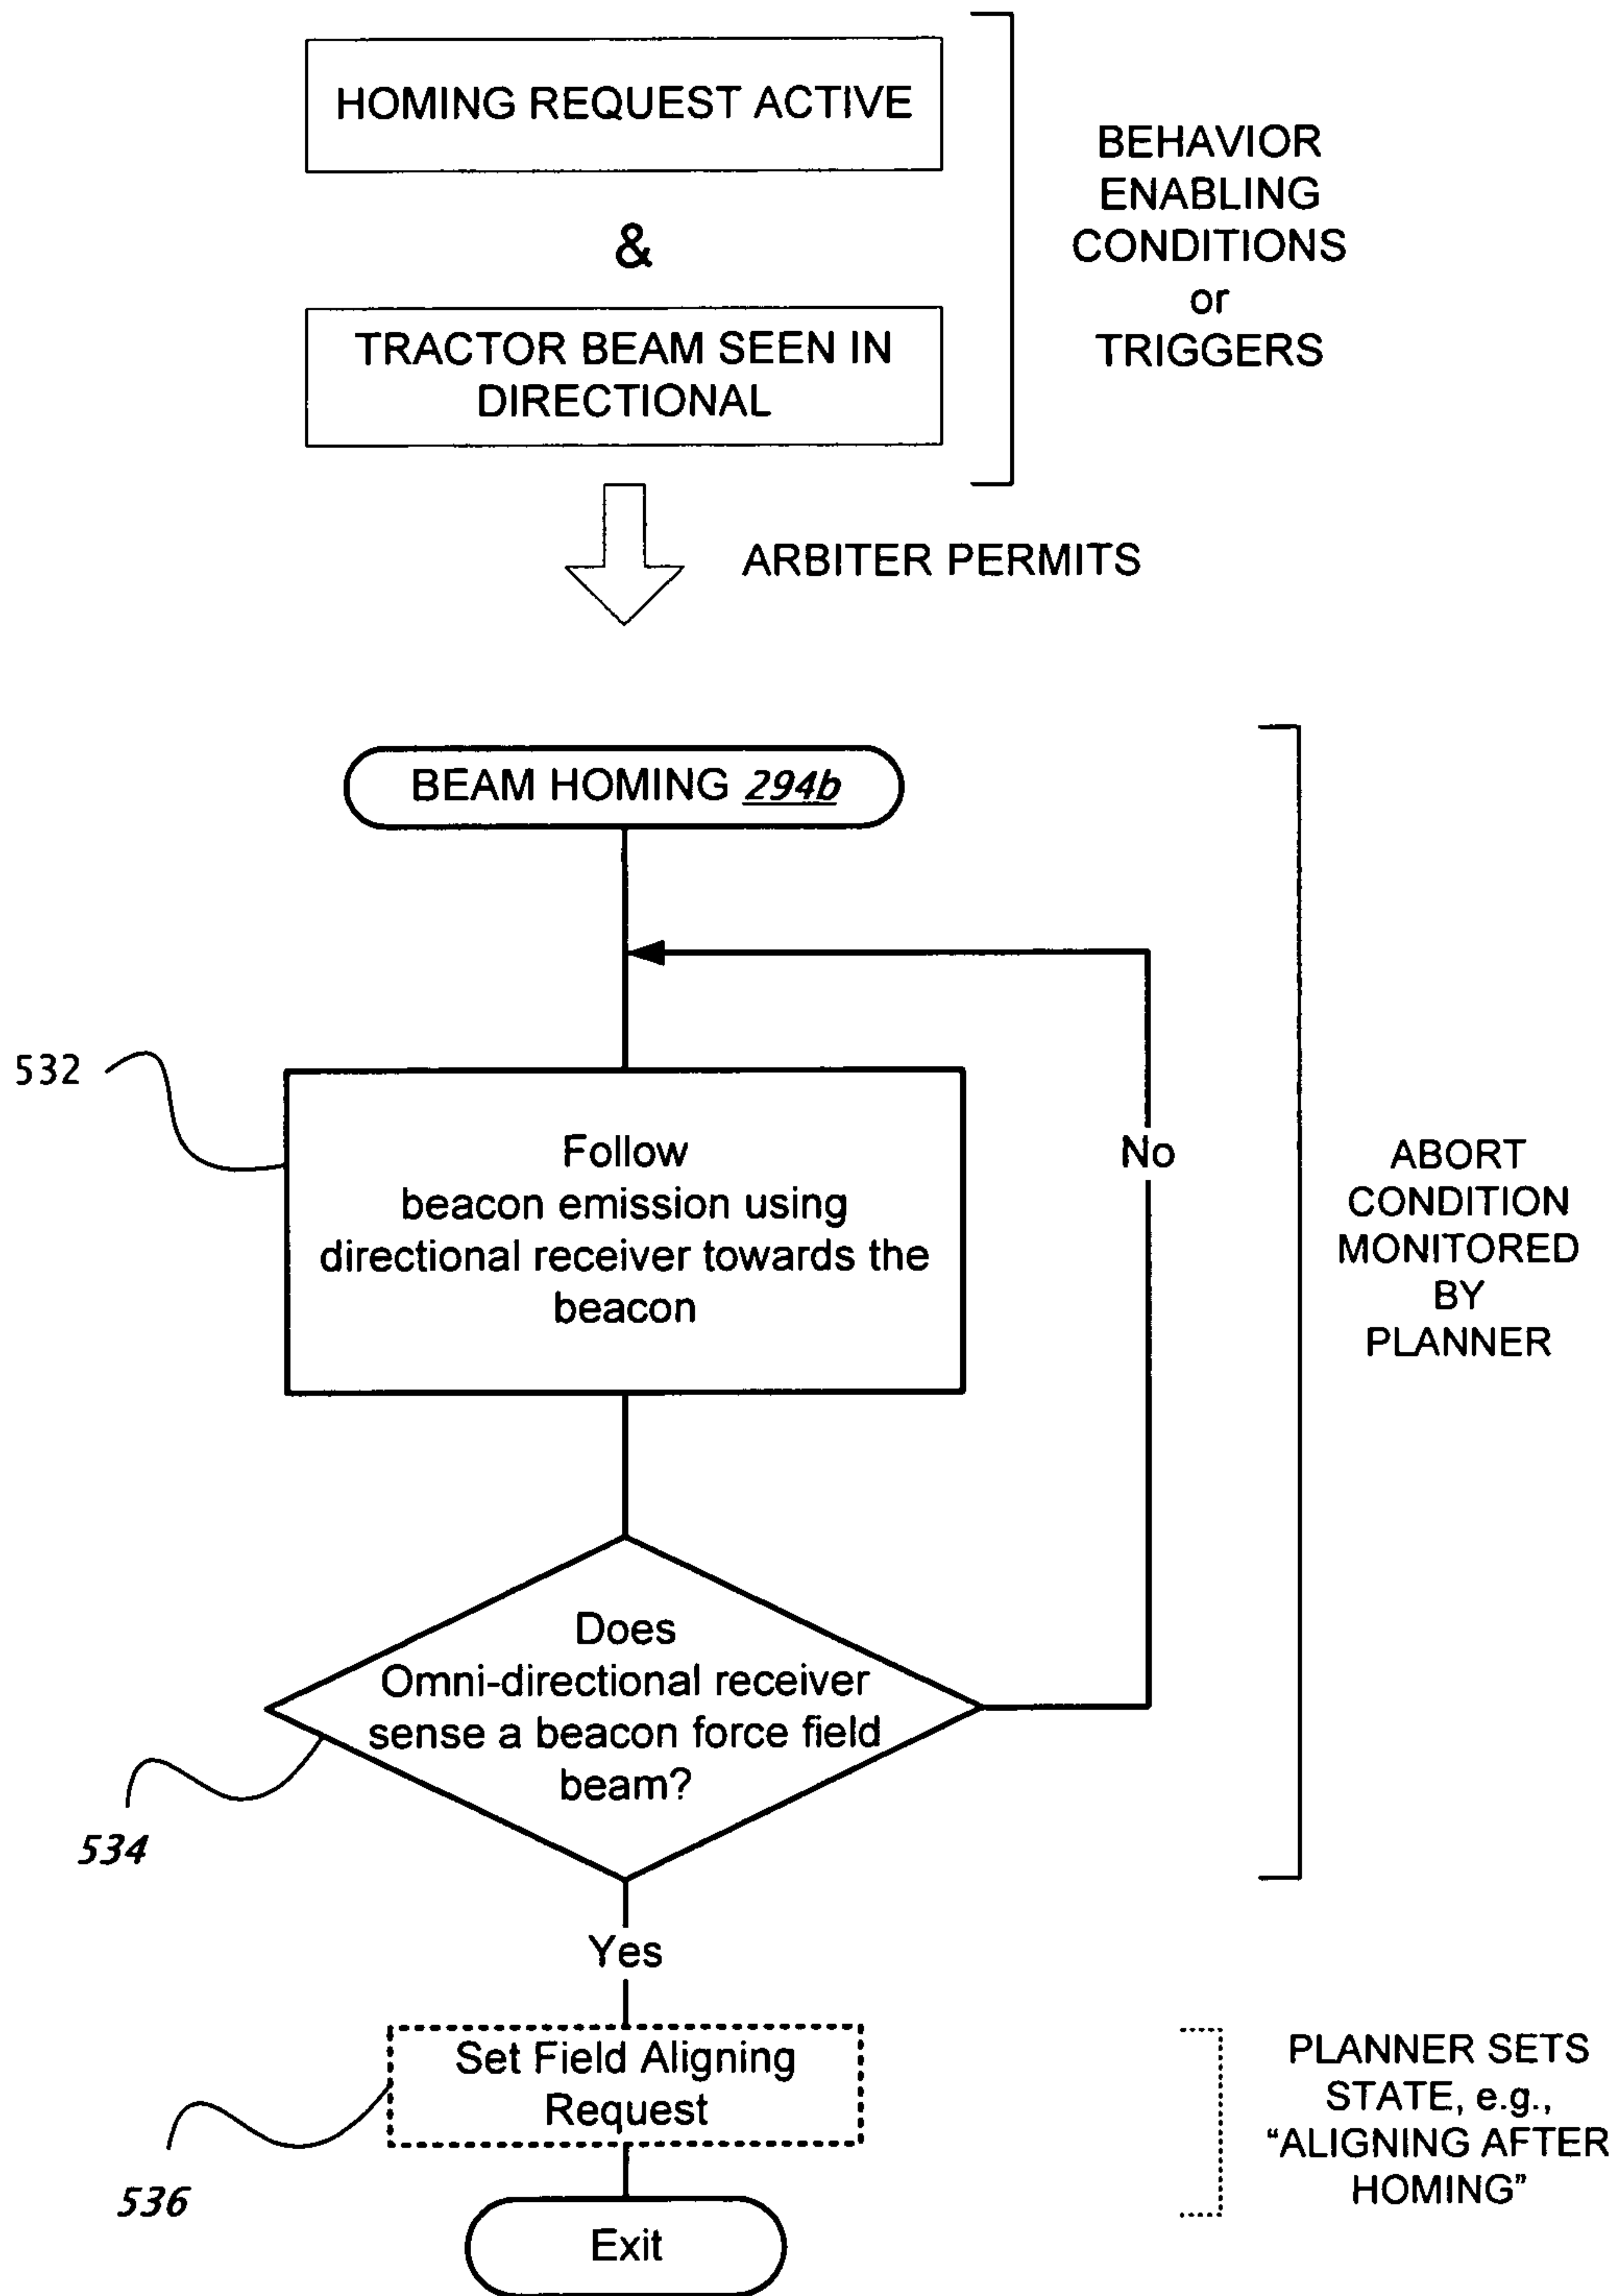 HOMING REQUEST ACTIVE
&
TRACTOR BEAM SEEN IN
DIRECTIONAL
BEHAVIOR
ENABLING
CONDITIONS
or
TRIGGERS
ARBITER PERMITS
BEAM HOMING 294b
532
Follow
beacon emission using
directional receiver towards the
beacon
No
ABORT
CONDITION
MONITORED
BY
PLANNER
Does
Omni-directional receiver
sense a beacon force field
beam?
534
Yes
Set Field Aligning
Request
536
PLANNER SETS
STATE, e.g.,
“ALIGNING AFTER
HOMING”
Exit